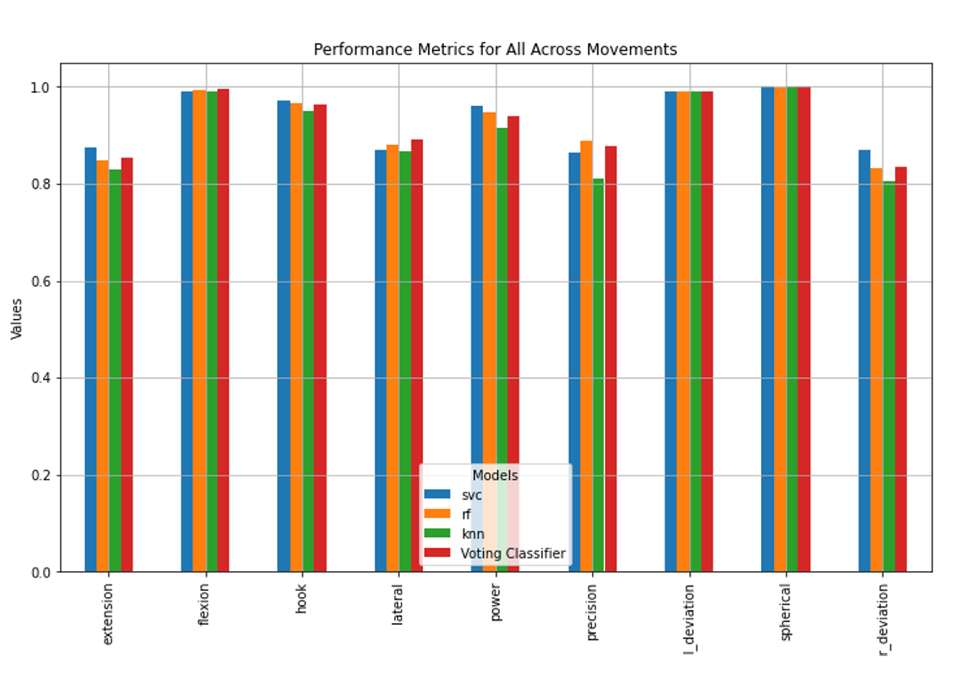 Performance Metrics for All Across Movements
1.0
0.8
0.6
0.4
0.2
0.0
Values
Models
svc
rf
knn
Voting Classifier
extension
flexion
hook
lateral
power
precision
l_deviation
spherical
r_deviation